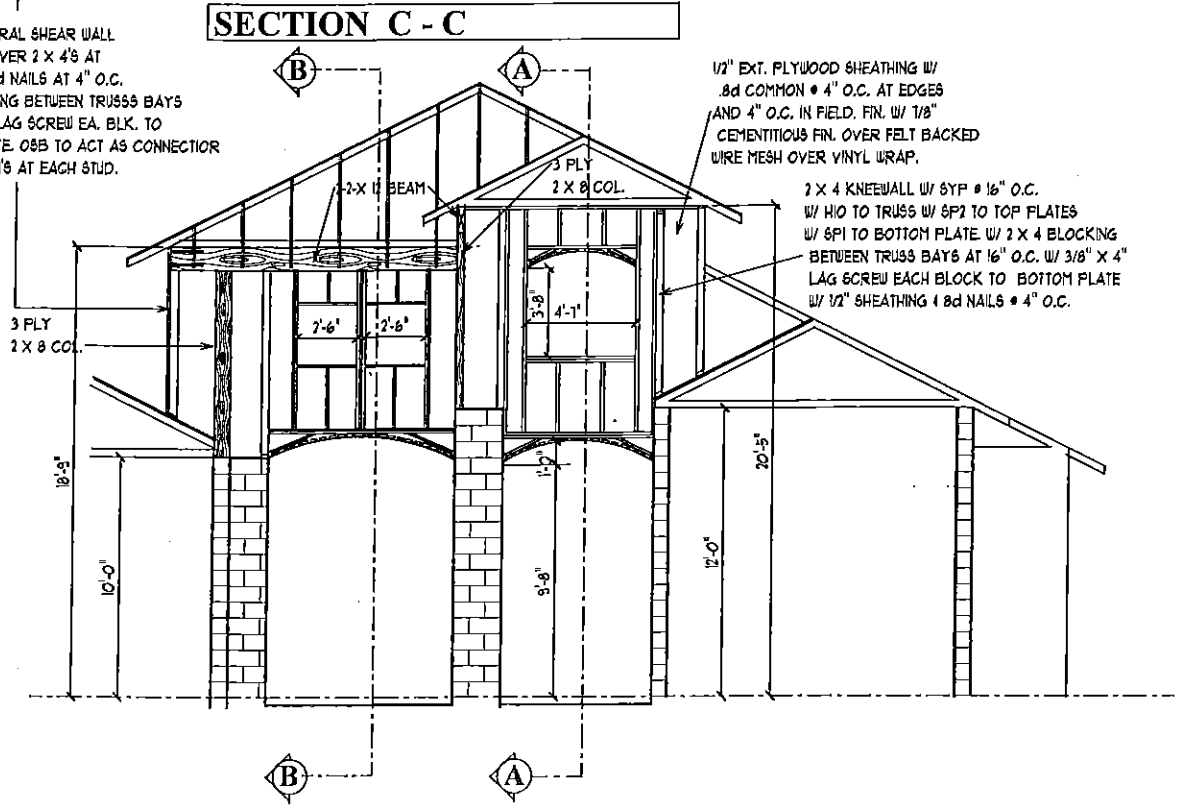 SECTION C - C
RAL SHEAR WALL
VER 2 X 4'S AT
d NAILS AT 4" O.C.
NG BETWEEN TRUSSS BAYS
LAG SCREW EA. BLK. TO
TE. OSB TO ACT AS CONNECTIOR
'S AT EACH STUD.
B
A
1/2" EXT. PLYWOOD SHEATHING W/
.8d COMMON @ 4" O.C. AT EDGES
AND 4" O.C. IN FIELD. FIN. W/ 7/8"
CEMENTITIOUS FIN. OVER FELT BACKED
WIRE MESH OVER VINYL WRAP.
3 PLY
2 X 8 COL.
2-2-X 12 BEAM
2 X 4 KNEEWALL W/ SYP @ 16" O.C.
W/ H10 TO TRUSS W/ SP2 TO TOP PLATES
W/ SP1 TO BOTTOM PLATE. W/ 2 X 4 BLOCKING
BETWEEN TRUSS BAYS AT 16" O.C. W/ 3/8" X 4"
LAG SCREW EACH BLOCK TO BOTTOM PLATE
W/ 1/2" SHEATHING & 8d NAILS @ 4" O.C.
3 PLY
2 X 8 COL.
2'-6"
2'-6"
3'-8"
4'-7"
18'-9"
20'-5"
1'-0"
10'-0"
9'-8"
12'-0"
B
A